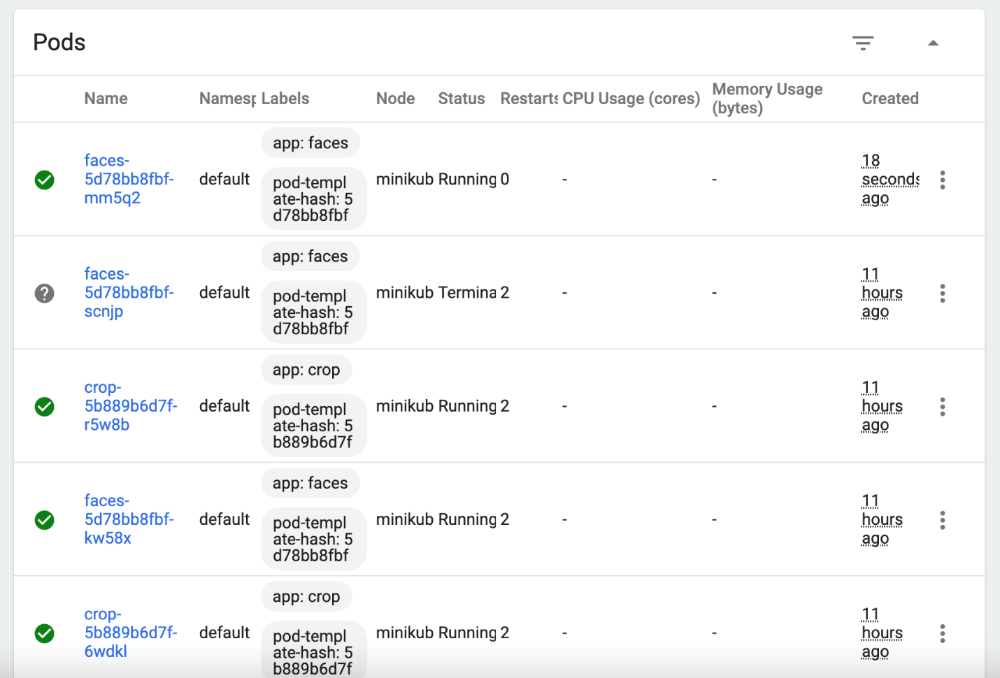 Pods
Name Namesp Labels Node Status Restarts CPU Usage (cores) Memory Usage
(bytes) Created
faces-
5d78bb8fbf-
mm5q2
default
app: faces
pod-templ
ate-hash: 5
d78bb8fbf
minikub Running 0 - -
18
seconds
ago
faces-
5d78bb8fbf-
scnjp
default
app: faces
pod-templ
ate-hash: 5
d78bb8fbf
minikub Termina 2 - -
11
hours
ago
crop-
5b889b6d7f-
r5w8b
default
app: crop
pod-templ
ate-hash: 5
b889b6d7f
minikub Running 2 - -
11
hours
ago
faces-
5d78bb8fbf-
kw58x
default
app: faces
pod-templ
ate-hash: 5
d78bb8fbf
minikub Running 2 - -
11
hours
ago
crop-
5b889b6d7f-
6wdkl
default
app: crop
pod-templ
ate-hash: 5
b889b6d7f
minikub Running 2 - -
11
hours
ago